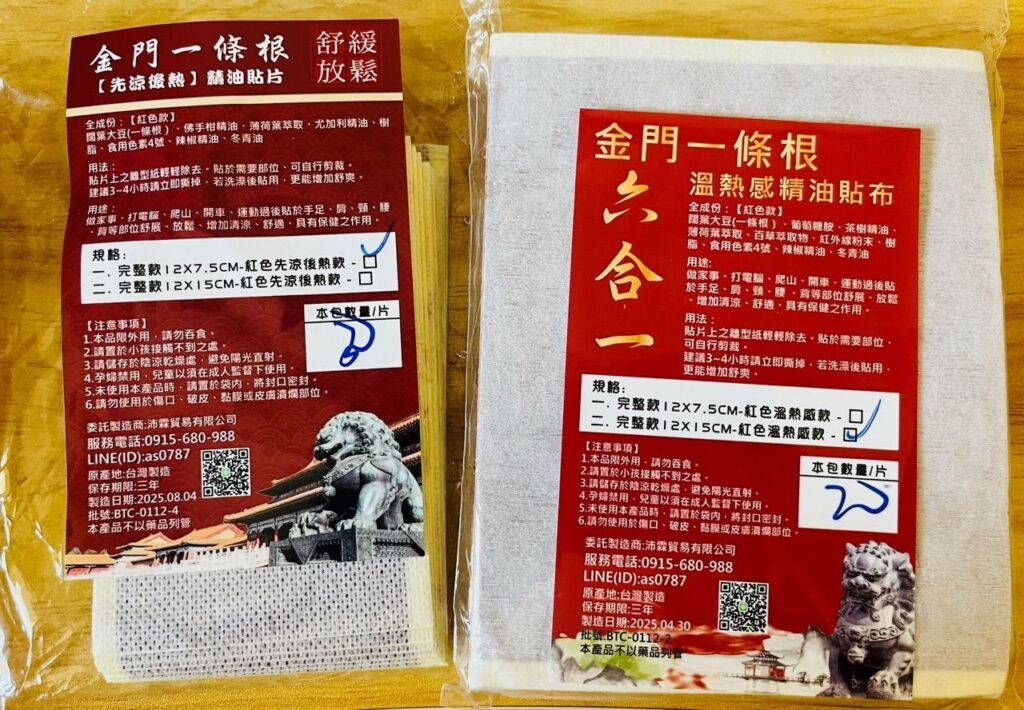 金門一條根
舒緩
放鬆
【先涼後熱】精油貼片
全成份：【紅色款】
闊葉大豆(一條根)、佛手柑精油、薄荷葉萃取、尤加利精油、樹
脂、食用色素4號、辣椒精油、冬青油
用法：
貼片上之離型紙輕輕除去。貼於需要部位、可自行剪裁。
建議3~4小時請立即撕掉，若洗澡後貼用，更能增加舒爽。
用途：
做家事、打電腦、爬山、開車、運動過後貼於手足、肩、頸、腰
、背等部位舒展、放鬆、增加清涼、舒適、具有保健之作用。
規格：
一. 完整款12X7.5CM-紅色先涼後熱款 -
二. 完整款12X15CM-紅色先涼後熱款 -
本包數量/片
【注意事項】
1.本品限外用，請勿吞食。
2.請置於小孩接觸不到之處。
3.請儲存於陰涼乾燥處，避免陽光直射。
4.孕婦禁用，兒童以須在成人監督下使用。
5.未使用本產品時，請置於袋內，將封口密封。
6.請勿使用於傷口、破皮、黏膜或皮膚潰爛部位。
委託製造商:沛霖貿易有限公司
服務電話:0915-680-988
LINE(ID):as0787
原產地:台灣製造
保存期限:三年
製造日期:2025.08.04
批號:BTC-0112-4
本產品不以藥品列管
金門一條根
六合一
溫熱感精油貼布
全成份：【紅色款】
闊葉大豆(一條根)、葡萄糖胺、茶樹精油、
薄荷葉萃取、百草萃取物、紅外線粉末、樹
脂、食用色素4號、辣椒精油、冬青油
用途:
做家事、打電腦、爬山、開車、運動過後貼
於手足、肩、頸、腰、背等部位舒展、放鬆
、增加清涼、舒適、具有保健之作用。
用法：
貼片上之離型紙輕輕除去。貼於需要部位、
可自行剪裁。
建議3~4小時請立即撕掉，若洗澡後貼用，
更能增加舒爽。
規格：
一. 完整款12X7.5CM-紅色溫熱感款 -
二. 完整款12X15CM-紅色溫熱感款 -
本包數量/片
【注意事項】
1.本品限外用，請勿吞食。
2.請置於小孩接觸不到之處。
3.請儲存於陰涼乾燥處，避免陽光直射。
4.孕婦禁用，兒童以須在成人監督下使用。
5.未使用本產品時，請置於袋內，將封口密封。
6.請勿使用於傷口、破皮、黏膜或皮膚潰爛部位。
委託製造商:沛霖貿易有限公司
服務電話:0915-680-988
LINE(ID):as0787
原產地:台灣製造
保存期限:三年
製造日期:2025.04.30
批號:BTC-0112-2
本產品不以藥品列管